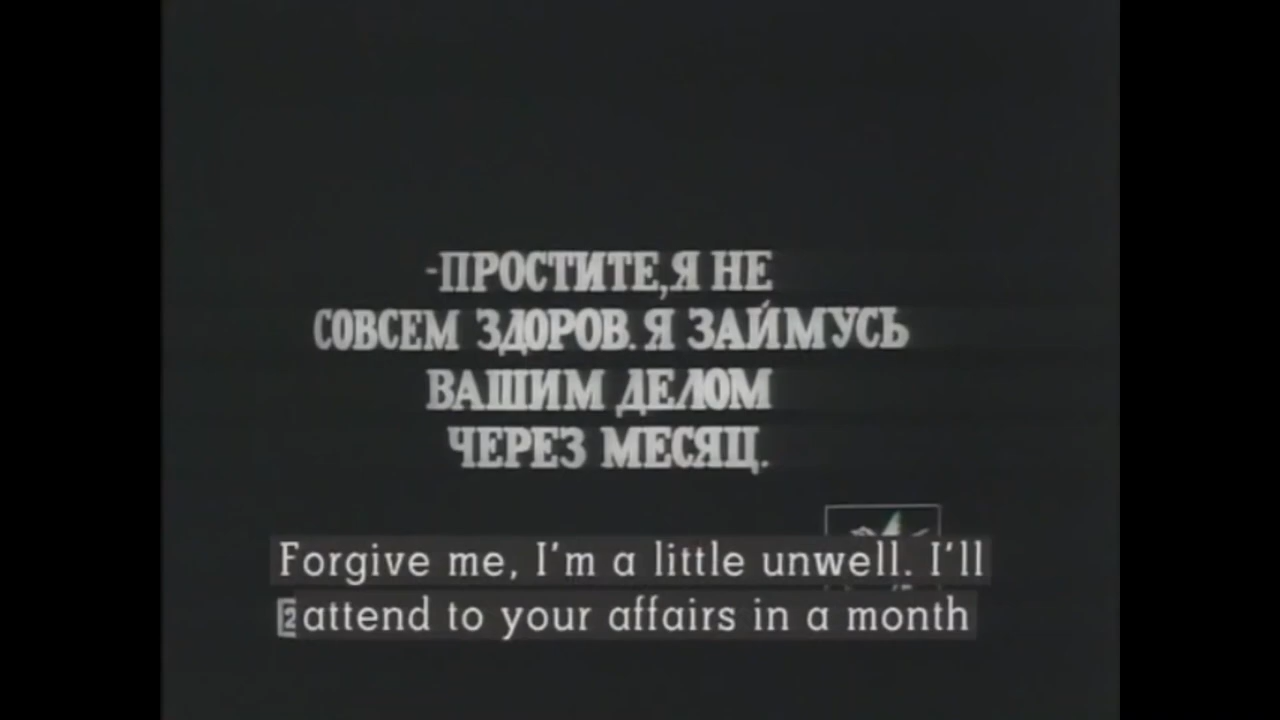 -ПРОСТИТЕ, Я НЕ
СОВСЕМ ЗДОРОВ. Я ЗАЙМУСЬ
ВАШИМ ДЕЛОМ
ЧЕРЕЗ МЕСЯЦ.
Forgive me, I'm a little unwell. I'll
2 attend to your affairs in a month